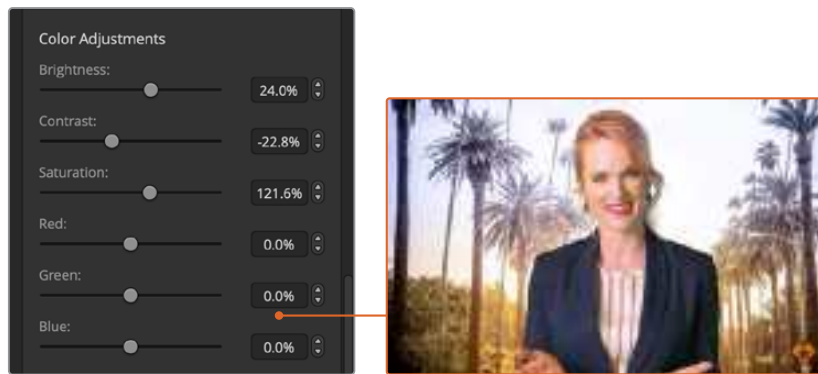 Color Adjustments
Brightness:
24.0%
Contrast:
-22.8%
Saturation:
121.6%
Red:
0.0%
Green:
0.0%
Blue:
0.0%